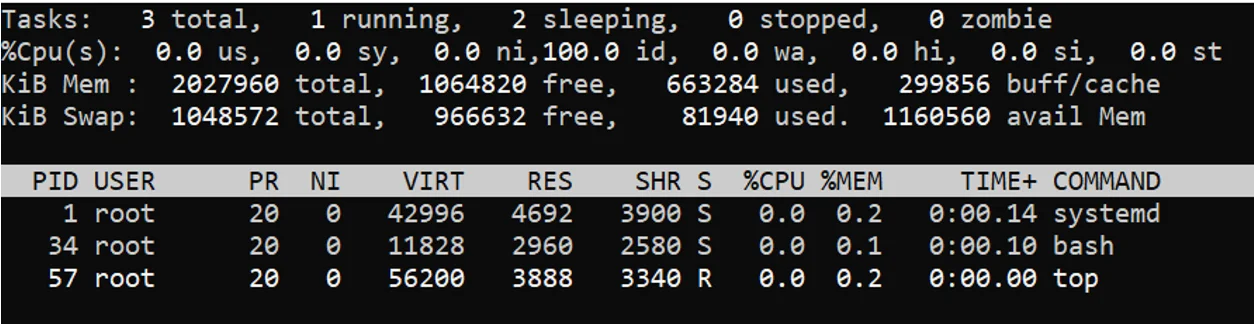 Tasks:   3 total,   1 running,   2 sleeping,   0 stopped,   0 zombie
%Cpu(s):  0.0 us,  0.0 sy,  0.0 ni,100.0 id,  0.0 wa,  0.0 hi,  0.0 si,  0.0 st
KiB Mem :  2027960 total,  1064820 free,   663284 used,   299856 buff/cache
KiB Swap:  1048572 total,   966632 free,    81940 used.  1160560 avail Mem
PID USER      PR  NI    VIRT    RES    SHR S  %CPU %MEM     TIME+ COMMAND
1 root      20   0   42996   4692   3900 S   0.0  0.2   0:00.14 systemd
34 root      20   0   11828   2960   2580 S   0.0  0.1   0:00.10 bash
57 root      20   0   56200   3888   3340 R   0.0  0.2   0:00.00 top